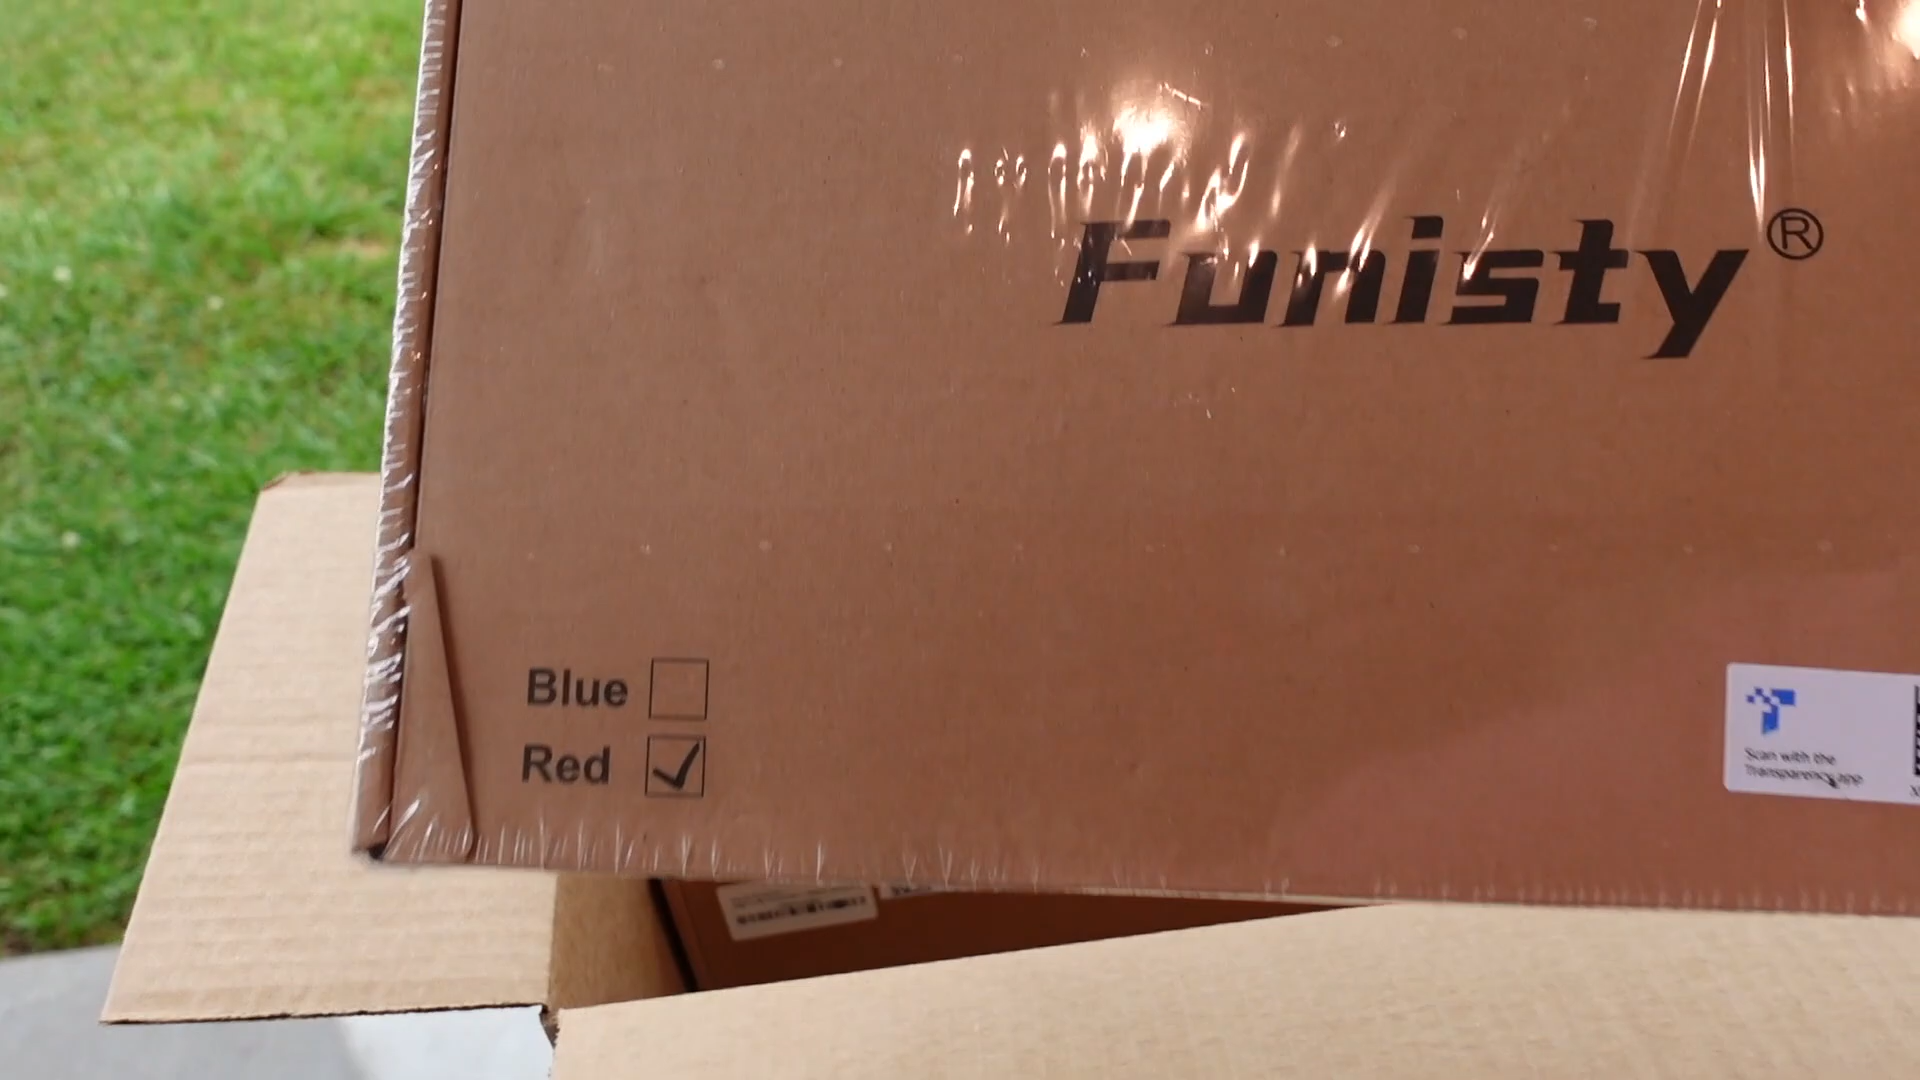 Funisty®
Blue
Red
Scan with the
Transparency app